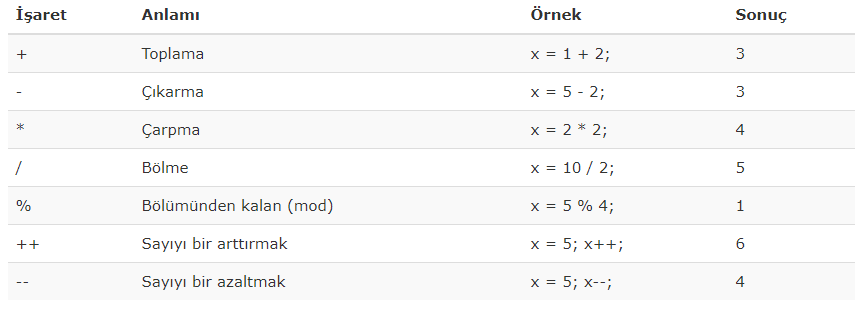 İşaret Anlamı Örnek Sonuç
+ Toplama x = 1 + 2; 3
- Çıkarma x = 5 - 2; 3
* Çarpma x = 2 * 2; 4
/ Bölme x = 10 / 2; 5
% Bölümünden kalan (mod) x = 5 % 4; 1
++ Sayıyı bir arttırmak x = 5; x++; 6
-- Sayıyı bir azaltmak x = 5; x--; 4